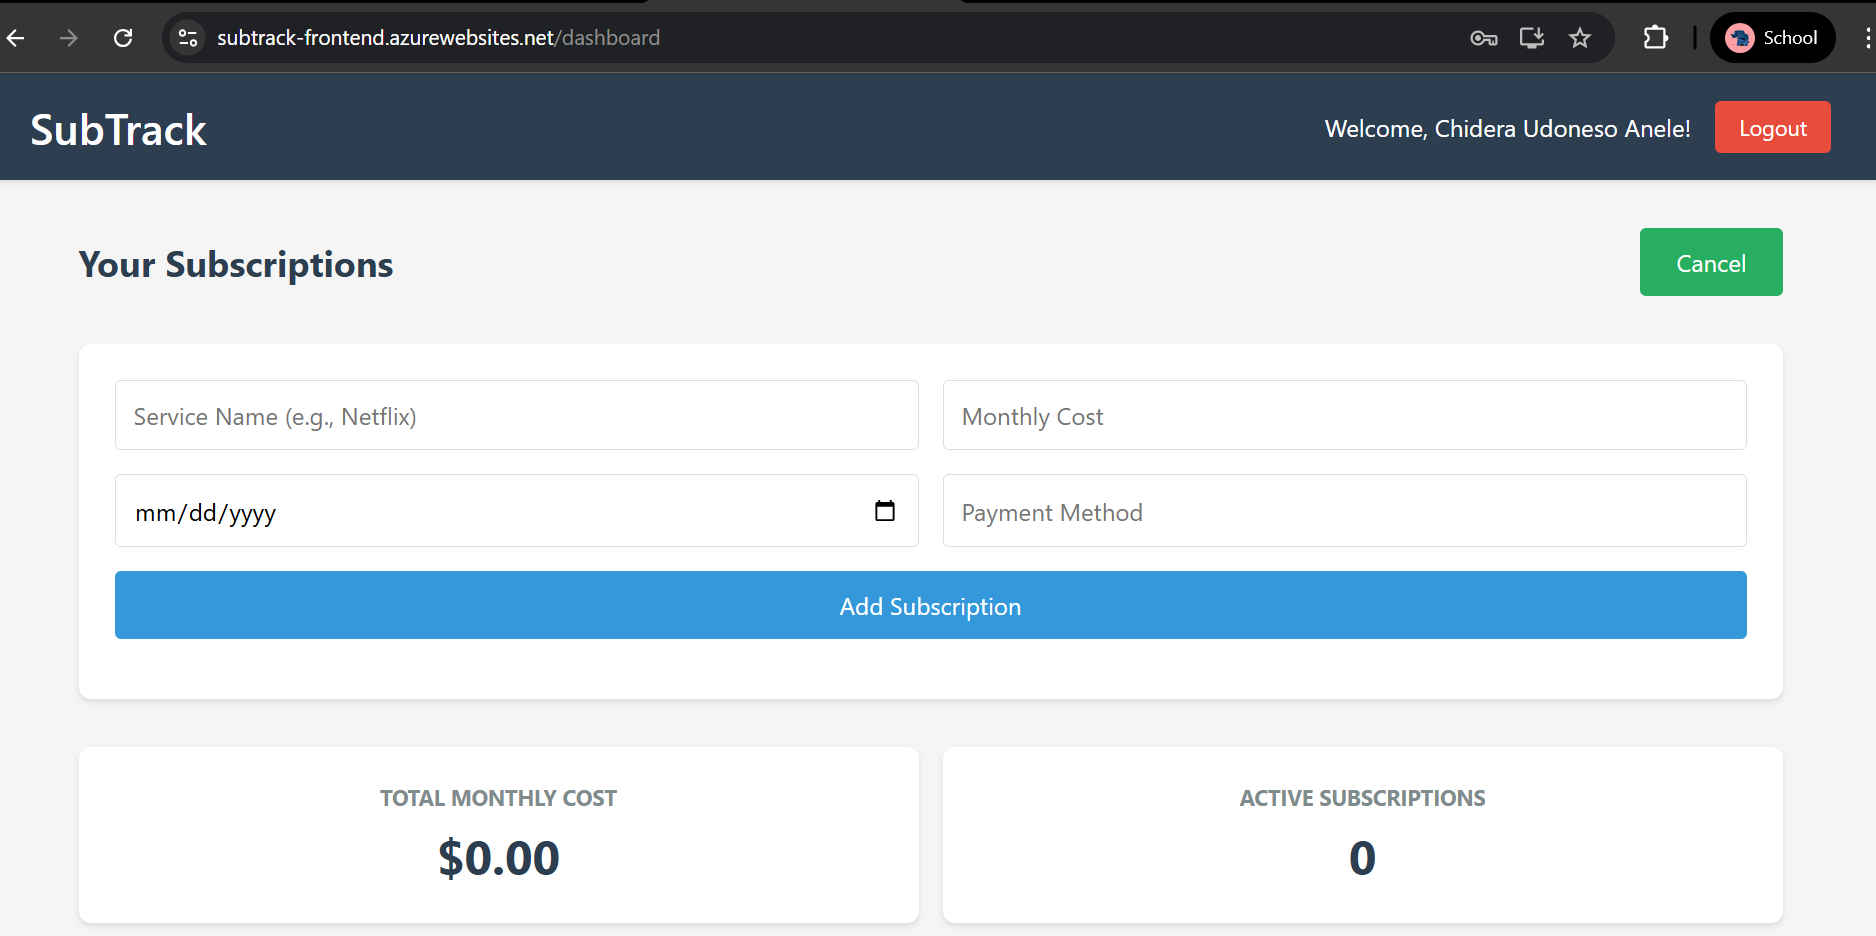 subtrack-frontend.azurewebsites.net/dashboard
School
SubTrack
Welcome, Chidera Udoneso Anele!
Logout
Your Subscriptions
Cancel
Service Name (e.g., Netflix)
Monthly Cost
mm/dd/yyyy
Payment Method
Add Subscription
TOTAL MONTHLY COST
$0.00
ACTIVE SUBSCRIPTIONS
0